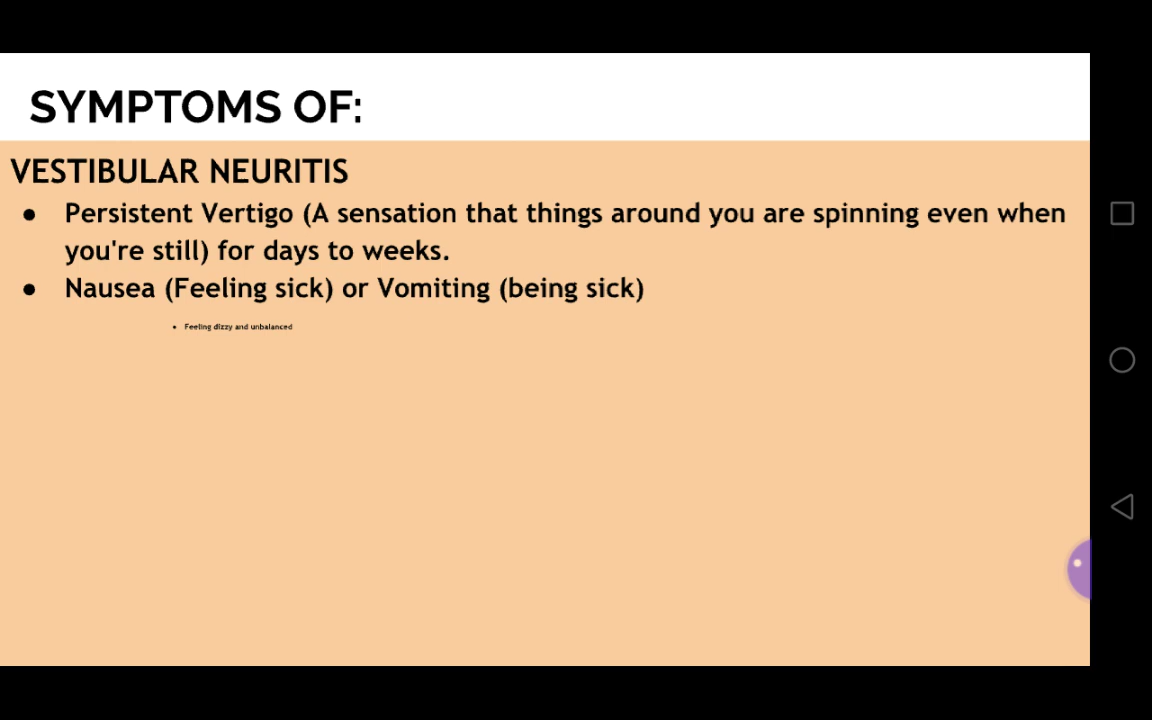 SYMPTOMS OF:
VESTIBULAR NEURITIS
● Persistent Vertigo (A sensation that things around you are spinning even when
you're still) for days to weeks.
● Nausea (Feeling sick) or Vomiting (being sick)
● Feeling dizzy and unbalanced